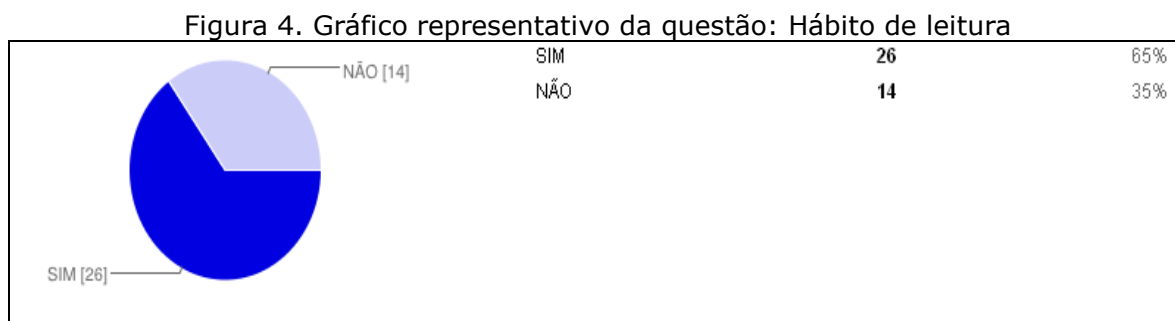 Figura 4. Gráfico representativo da questão: Hábito de leitura
NÃO [14]
SIM [26]
SIM 26 65%
NÃO 14 35%